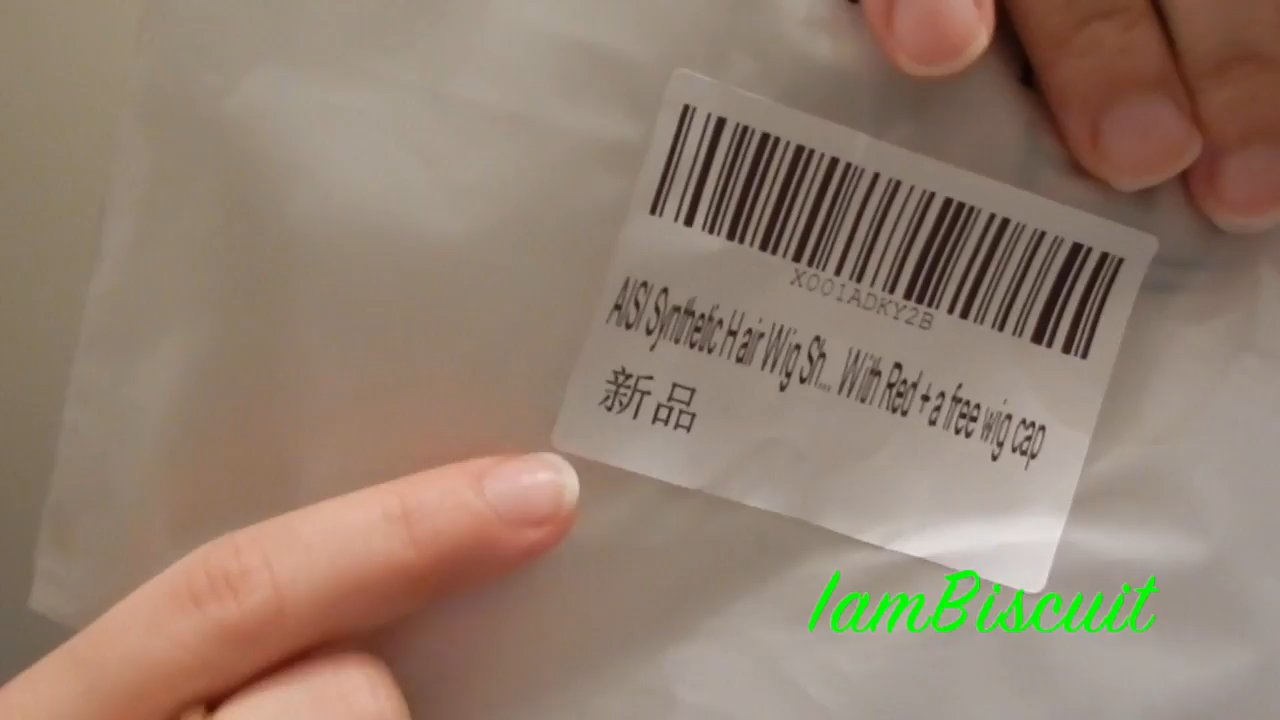 X001ADKY2B
AISI Synthetic Hair Wig Sh... With Red + a free wig cap
新品
IamBiscuit